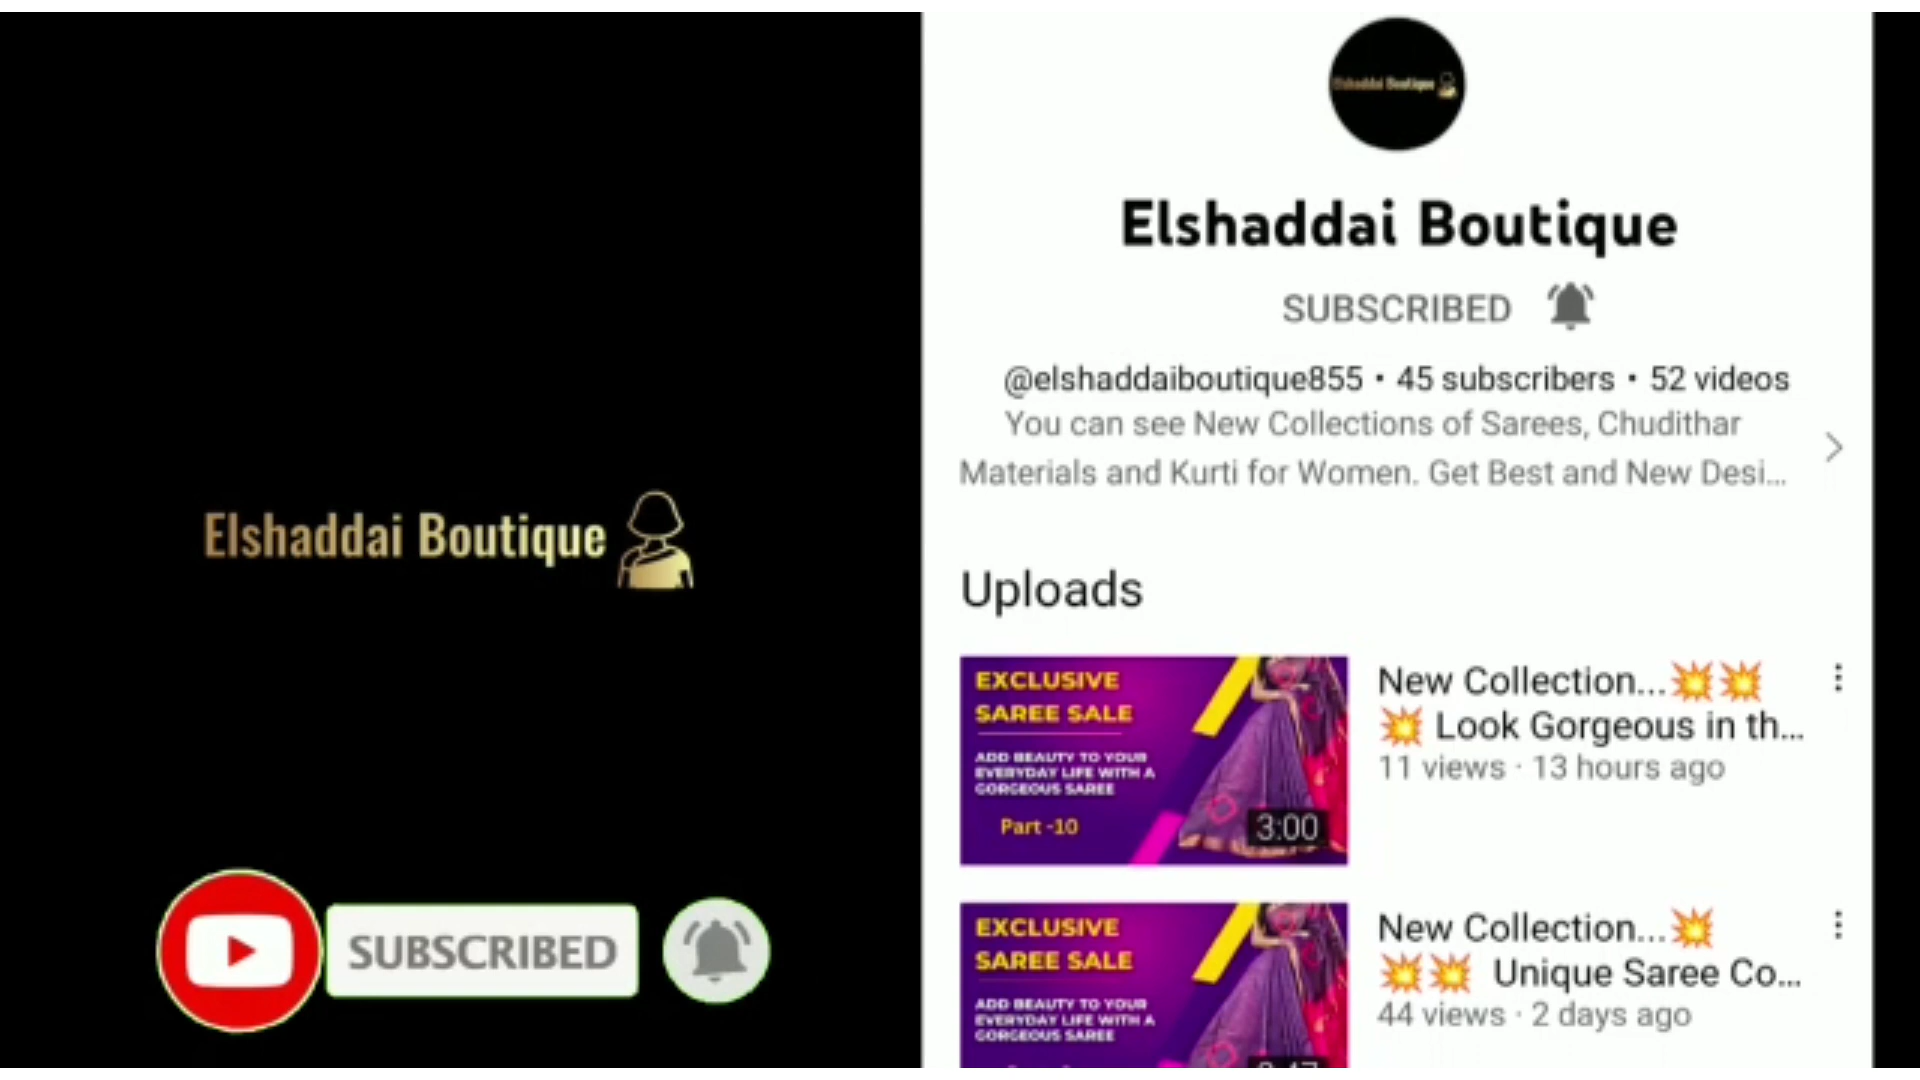 Elshaddai Boutique
SUBSCRIBED
Elshaddai Boutique
Elshaddai Boutique
SUBSCRIBED
@elshaddaiboutique855 • 45 subscribers • 52 videos
You can see New Collections of Sarees, Chudithar
Materials and Kurti for Women. Get Best and New Desi...
Uploads
EXCLUSIVE
SAREE SALE
ADD BEAUTY TO YOUR
EVERYDAY LIFE WITH A
GORGEOUS SAREE
Part -10
3:00
New Collection...💥💥
💥 Look Gorgeous in th...
11 views · 13 hours ago
EXCLUSIVE
SAREE SALE
ADD BEAUTY TO YOUR
EVERYDAY LIFE WITH A
GORGEOUS SAREE
New Collection...💥
💥💥 Unique Saree Co...
44 views · 2 days ago